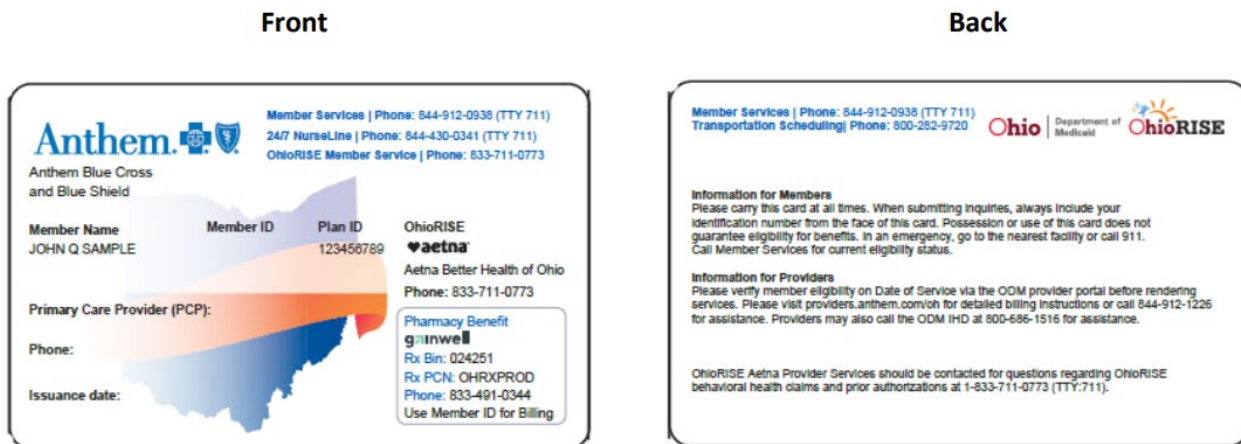 Front
Back
Anthem.
Anthem Blue Cross
and Blue Shield
Member Services | Phone: 844-912-0938 (TTY 711)
24/7 NurseLine | Phone: 844-430-0341 (TTY 711)
OhioRISE Member Service | Phone: 833-711-0773
Member Name
JOHN Q SAMPLE
Member ID
Plan ID
123456789
OhioRISE
aetna
Aetna Better Health of Ohio
Phone: 833-711-0773
Primary Care Provider (PCP):
Phone:
Issuance date:
Pharmacy Benefit
gainwell
Rx Bin: 024251
Rx PCN: OHRXPROD
Phone: 833-491-0344
Use Member ID for Billing
Member Services | Phone: 844-912-0938 (TTY 711)
Transportation Scheduling| Phone: 800-282-9720
Ohio
Department of
Medicaid
OhioRISE
Information for Members
Please carry this card at all times. When submitting inquiries, always include your
identification number from the face of this card. Possession or use of this card does not
guarantee eligibility for benefits. In an emergency, go to the nearest facility or call 911.
Call Member Services for current eligibility status.
Information for Providers
Please verify member eligibility on Date of Service via the ODM provider portal before rendering
services. Please visit providers.anthem.com/oh for detailed billing instructions or call 844-912-1226
for assistance. Providers may also call the ODM IHD at 800-686-1516 for assistance.
OhioRISE Aetna Provider Services should be contacted for questions regarding OhioRISE
behavioral health claims and prior authorizations at 1-833-711-0773 (TTY:711).